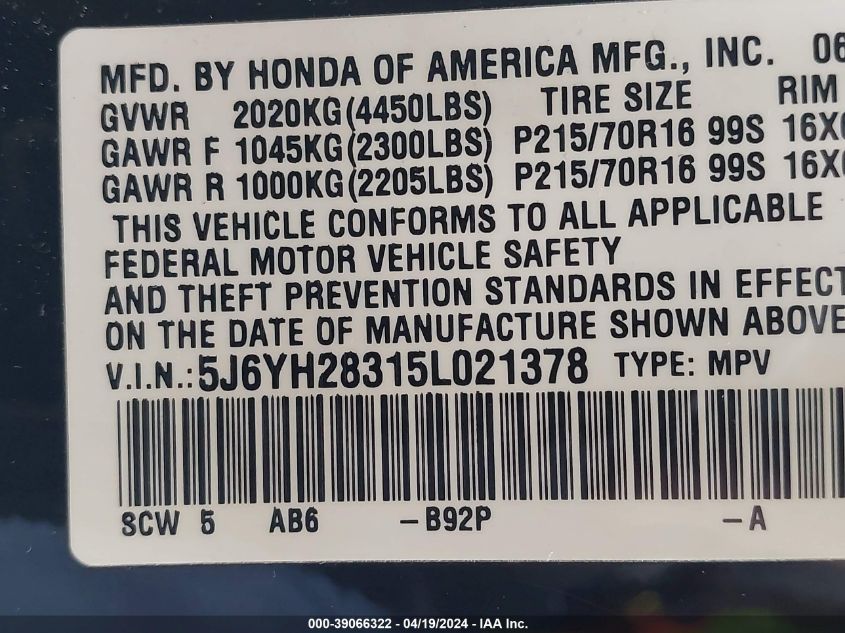 MFD. BY HONDA OF AMERICA MFG., INC. 06
GVWR 2020KG(4450LBS) TIRE SIZE RIM
GAWR F 1045KG(2300LBS) P215/70R16 99S 16X
GAWR R 1000KG(2205LBS) P215/70R16 99S 16X
THIS VEHICLE CONFORMS TO ALL APPLICABLE
FEDERAL MOTOR VEHICLE SAFETY
AND THEFT PREVENTION STANDARDS IN EFFECT
ON THE DATE OF MANUFACTURE SHOWN ABOVE
V.I.N.:5J6YH28315L021378 TYPE: MPV
SCW 5 AB6 -B92P -A
000-39066322 - 04/19/2024 - IAA Inc.